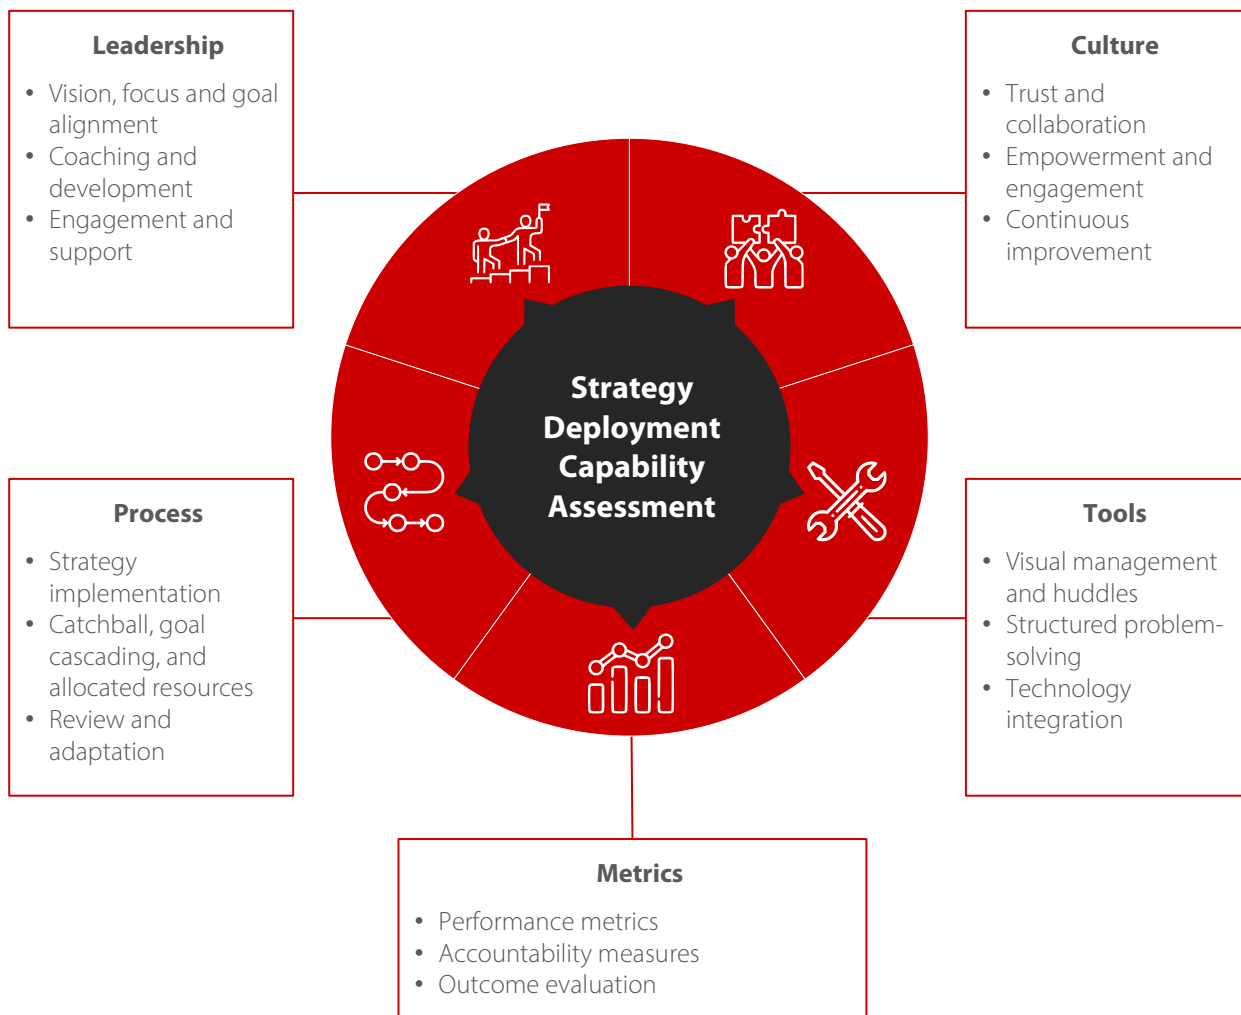 Leadership
• Vision, focus and goal
alignment
• Coaching and
development
• Engagement and
support
Culture
• Trust and
collaboration
• Empowerment and
engagement
• Continuous
improvement
Strategy
Deployment
Capability
Assessment
Process
• Strategy
implementation
• Catchball, goal
cascading, and
allocated resources
• Review and
adaptation
Tools
• Visual management
and huddles
• Structured problem-
solving
• Technology
integration
Metrics
• Performance metrics
• Accountability measures
• Outcome evaluation